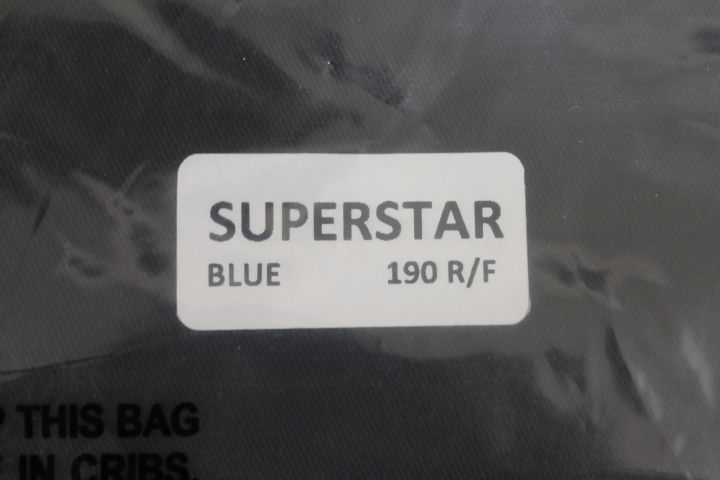 SUPERSTAR
BLUE 190 R/F
THIS BAG
IN CRIBS.